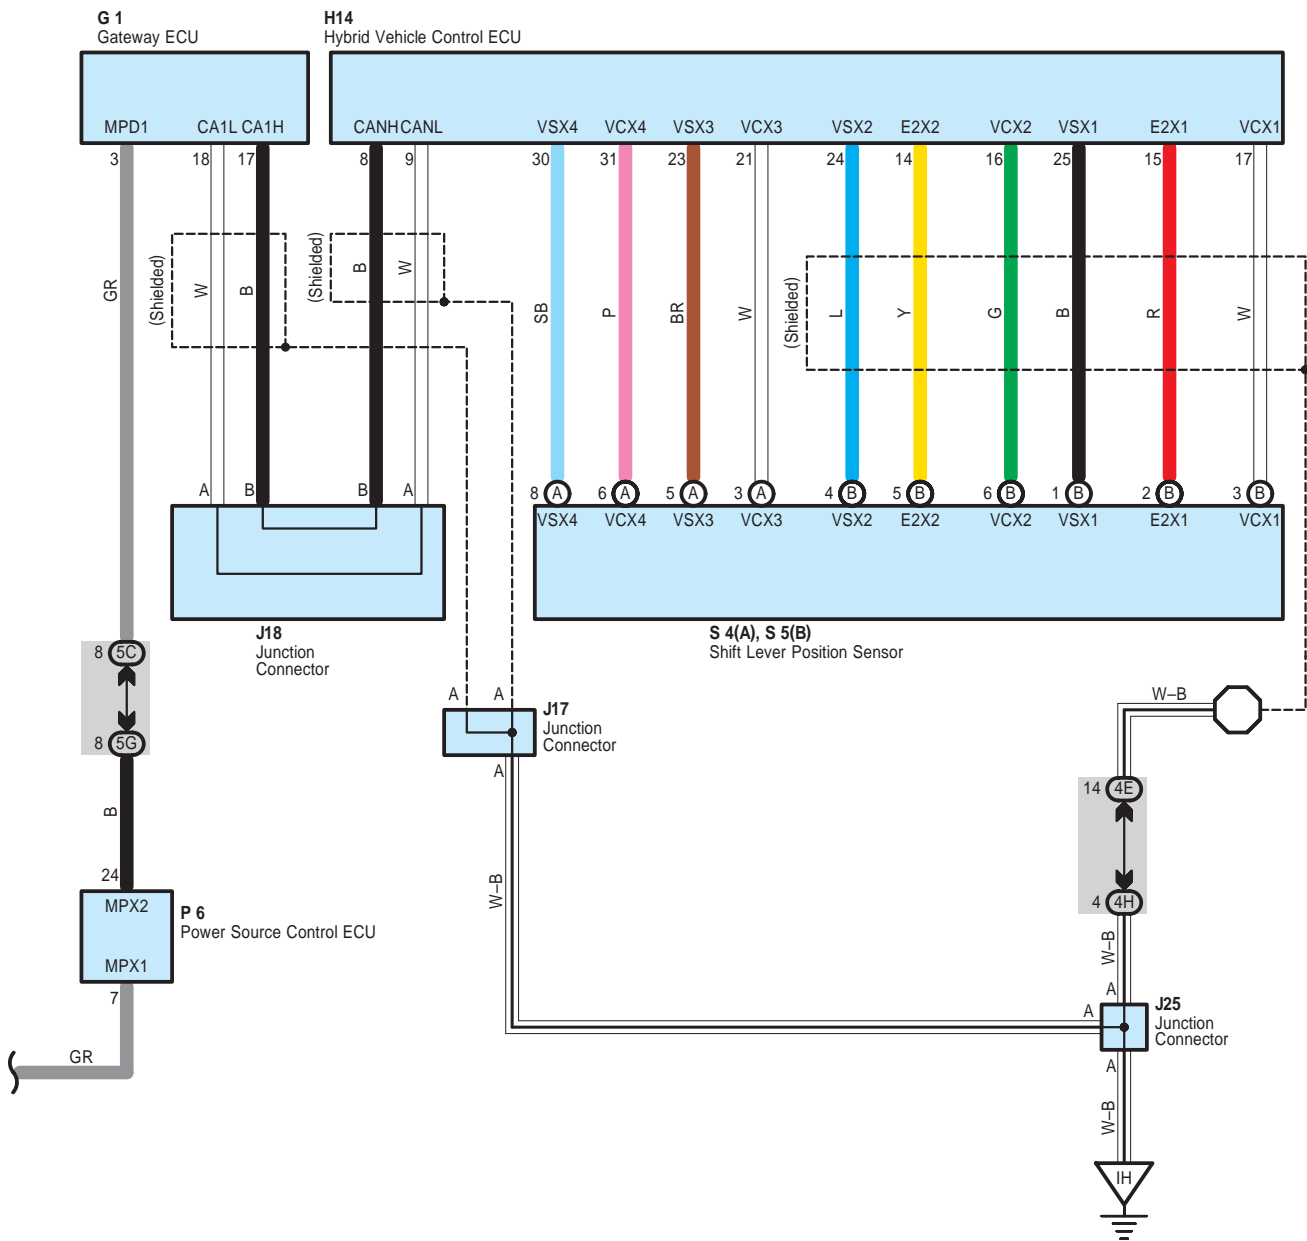 G 1
Gateway ECU
H14
Hybrid Vehicle Control ECU
MPD1 CA1L CA1H
CANH CANL VSX4 VCX4 VSX3 VCX3 VSX2 E2X2 VCX2 VSX1 E2X1 VCX1
3 18 17 8 9 30 31 23 21 24 14 16 25 15 17
GR
(Shielded)
W
B
(Shielded)
B
W
SB
P
BR
W
(Shielded)
L
Y
G
B
R
W
A B B A
8 A 6 A 5 A 3 A 4 B 5 B 6 B 1 B 2 B 3 B
VSX4 VCX4 VSX3 VCX3 VSX2 E2X2 VCX2 VSX1 E2X1 VCX1
J18
Junction
Connector
S 4(A), S 5(B)
Shift Lever Position Sensor
8 5C
8 5G
A A
J17
Junction
Connector
A
W–B
W–B
14 4E
4 4H
B
24
MPX2
MPX1
P 6
Power Source Control ECU
7
GR
W–B
A
A
J25
Junction
Connector
A
W–B
IH